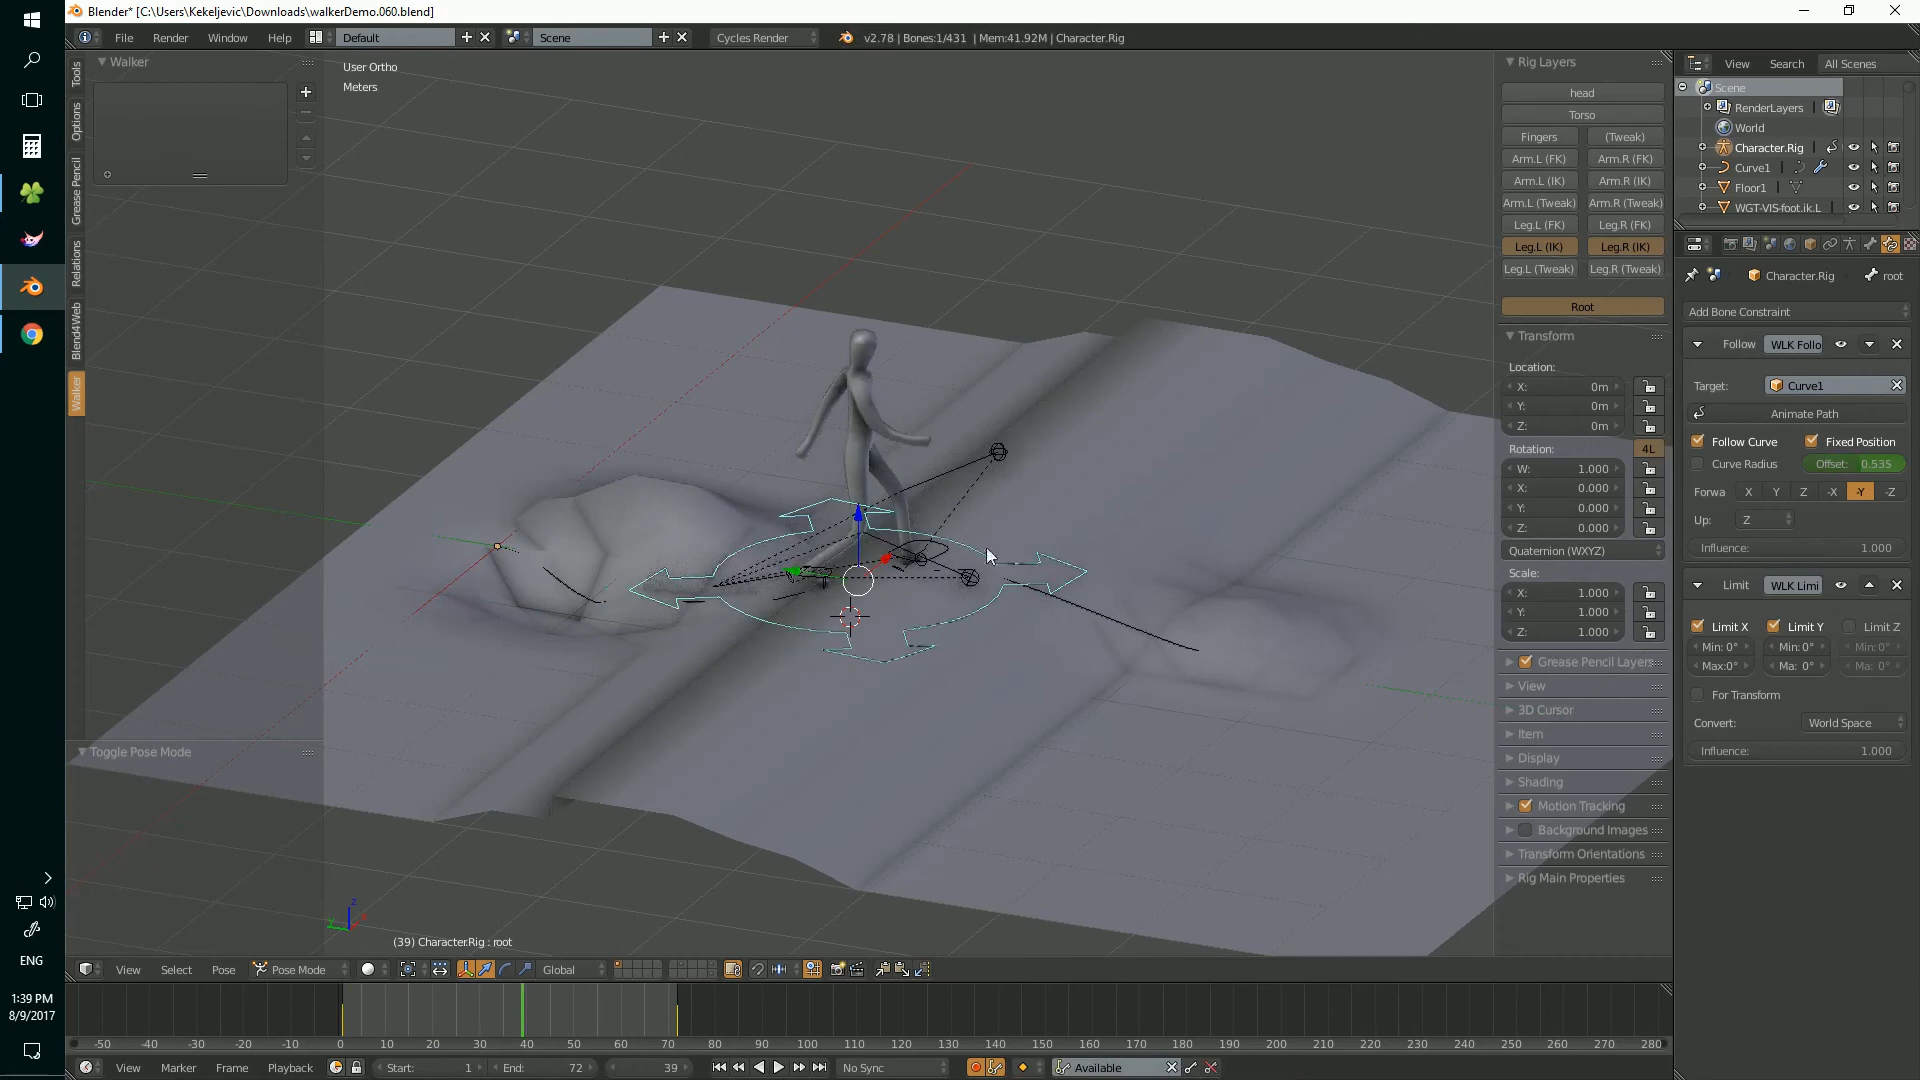 Blender* [C:\Users\Kekeljevic\Downloads\walkerDemo.060.blend]
File Render Window Help Default Scene Cycles Render v2.78 | Bones:1/431 | Mem:41.92M | Character.Rig
Walker
Tools
Options
Grease Pencil
Relations
Blend4Web
Walker
Toggle Pose Mode
User Ortho
Meters
(39) Character.Rig : root
Rig Layers
head
Torso
Fingers (Tweak)
Arm.L (FK) Arm.R (FK)
Arm.L (IK) Arm.R (IK)
Arm.L (Tweak) Arm.R (Tweak)
Leg.L (FK) Leg.R (FK)
Leg.L (IK) Leg.R (IK)
Leg.L (Tweak) Leg.R (Tweak)
Root
Transform
Location:
X: 0m
Y: 0m
Z: 0m
Rotation: 4L
W: 1.000
X: 0.000
Y: 0.000
Z: 0.000
Quaternion (WXYZ)
Scale:
X: 1.000
Y: 1.000
Z: 1.000
Grease Pencil Layers
View
3D Cursor
Item
Display
Shading
Motion Tracking
Background Images
Transform Orientations
Rig Main Properties
View Search All Scenes
Scene
RenderLayers
World
Character.Rig
Curve1
Floor1
WGT-VIS-foot.ik.L
Character.Rig root
Add Bone Constraint
Follow WLK Follo
Target: Curve1
Animate Path
Follow Curve Fixed Position
Curve Radius Offset: 0.535
Forwa X Y Z -X -Y -Z
Up: Z
Influence: 1.000
Limit WLK Limi
Limit X Limit Y Limit Z
Min: 0° Min: 0° Min: 0°
Max:0° Ma: 0° Ma: 0°
For Transform
Convert: World Space
Influence: 1.000
View Select Pose Pose Mode Global
-50 -40 -30 -20 -10 0 10 20 30 40 50 60 70 80 90 100 110 120 130 140 150 160 170 180 190 200 210 220 230 240 250 260 270 280
View Marker Frame Playback Start: 1 End: 72 39 No Sync Available
ENG
1:39 PM
8/9/2017